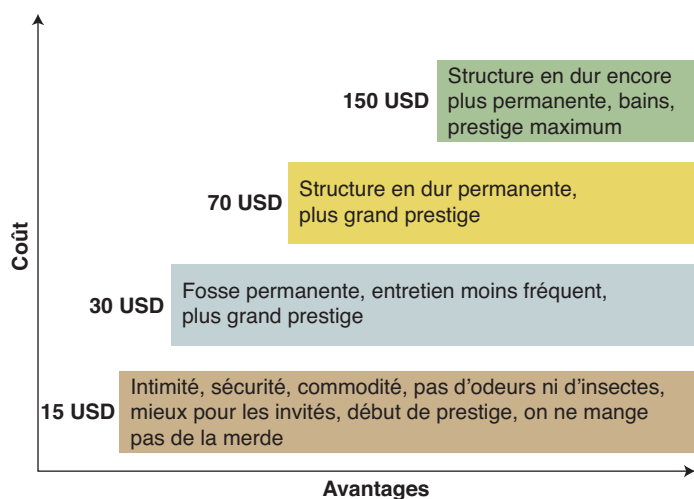 Coût
150 USD
Structure en dur encore
plus permanente, bains,
prestige maximum
70 USD
Structure en dur permanente,
plus grand prestige
30 USD
Fosse permanente, entretien moins fréquent,
plus grand prestige
15 USD
Intimité, sécurité, commodité, pas d'odeurs ni d'insectes,
mieux pour les invités, début de prestige, on ne mange
pas de la merde
Avantages